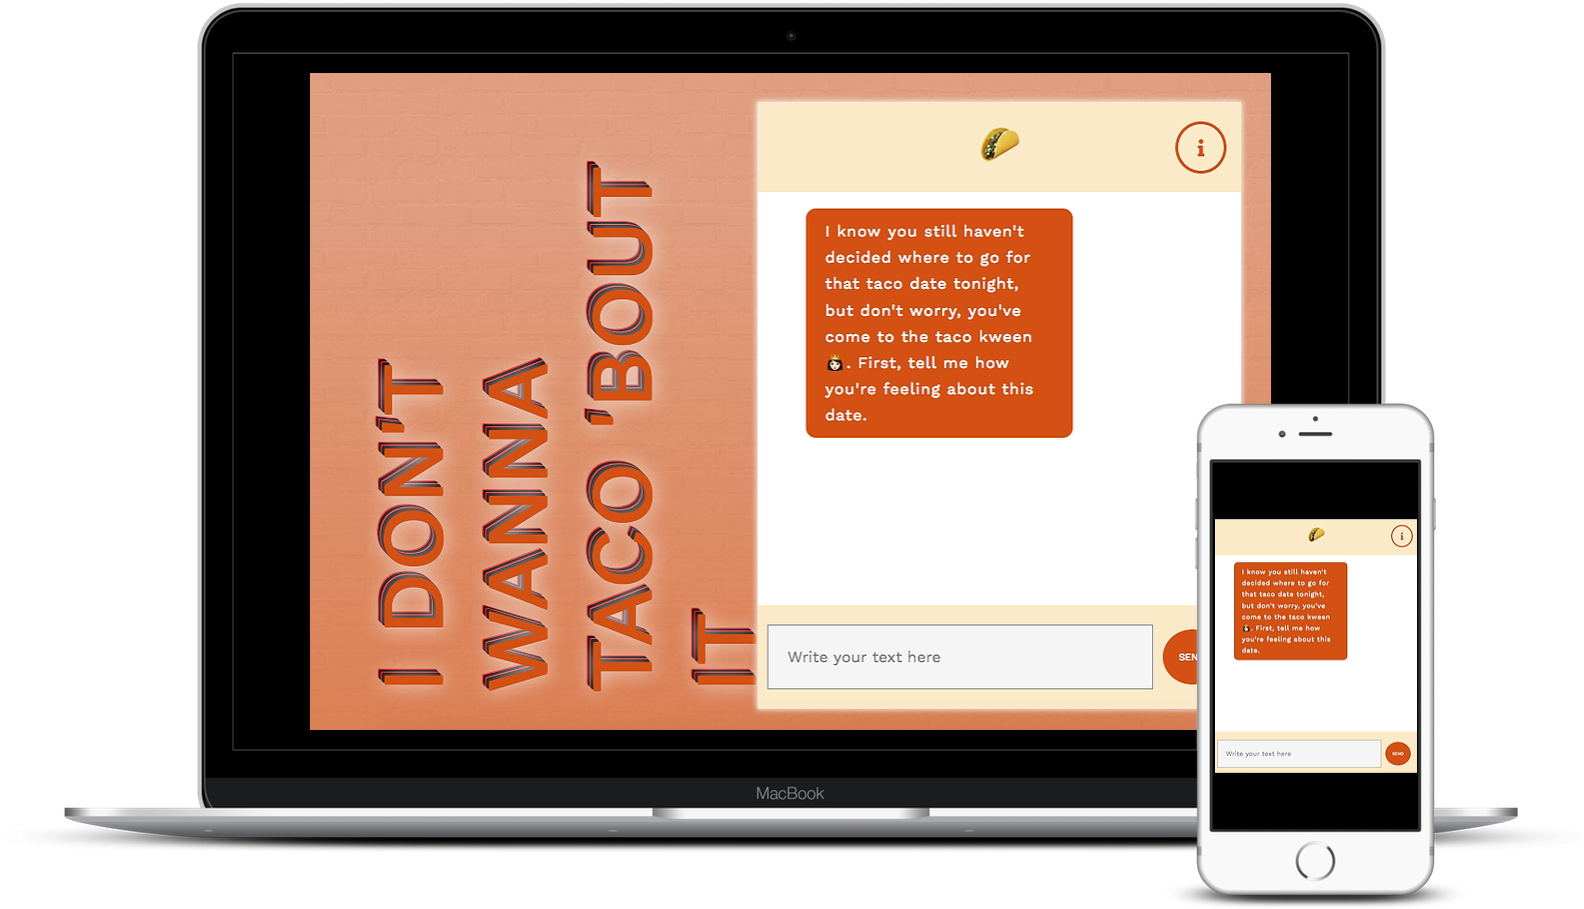 I DON'T
WANNA
TACO 'BOUT
IT
i
I know you still haven't
decided where to go for
that taco date tonight,
but don't worry, you've
come to the taco kween
👸🏻. First, tell me how
you're feeling about this
date.
Write your text here
SEN
MacBook
i
I know you still haven't
decided where to go for
that taco date tonight,
but don't worry, you've
come to the taco kween
👸🏻. First, tell me how
you're feeling about this
date.
Write your text here
SEND